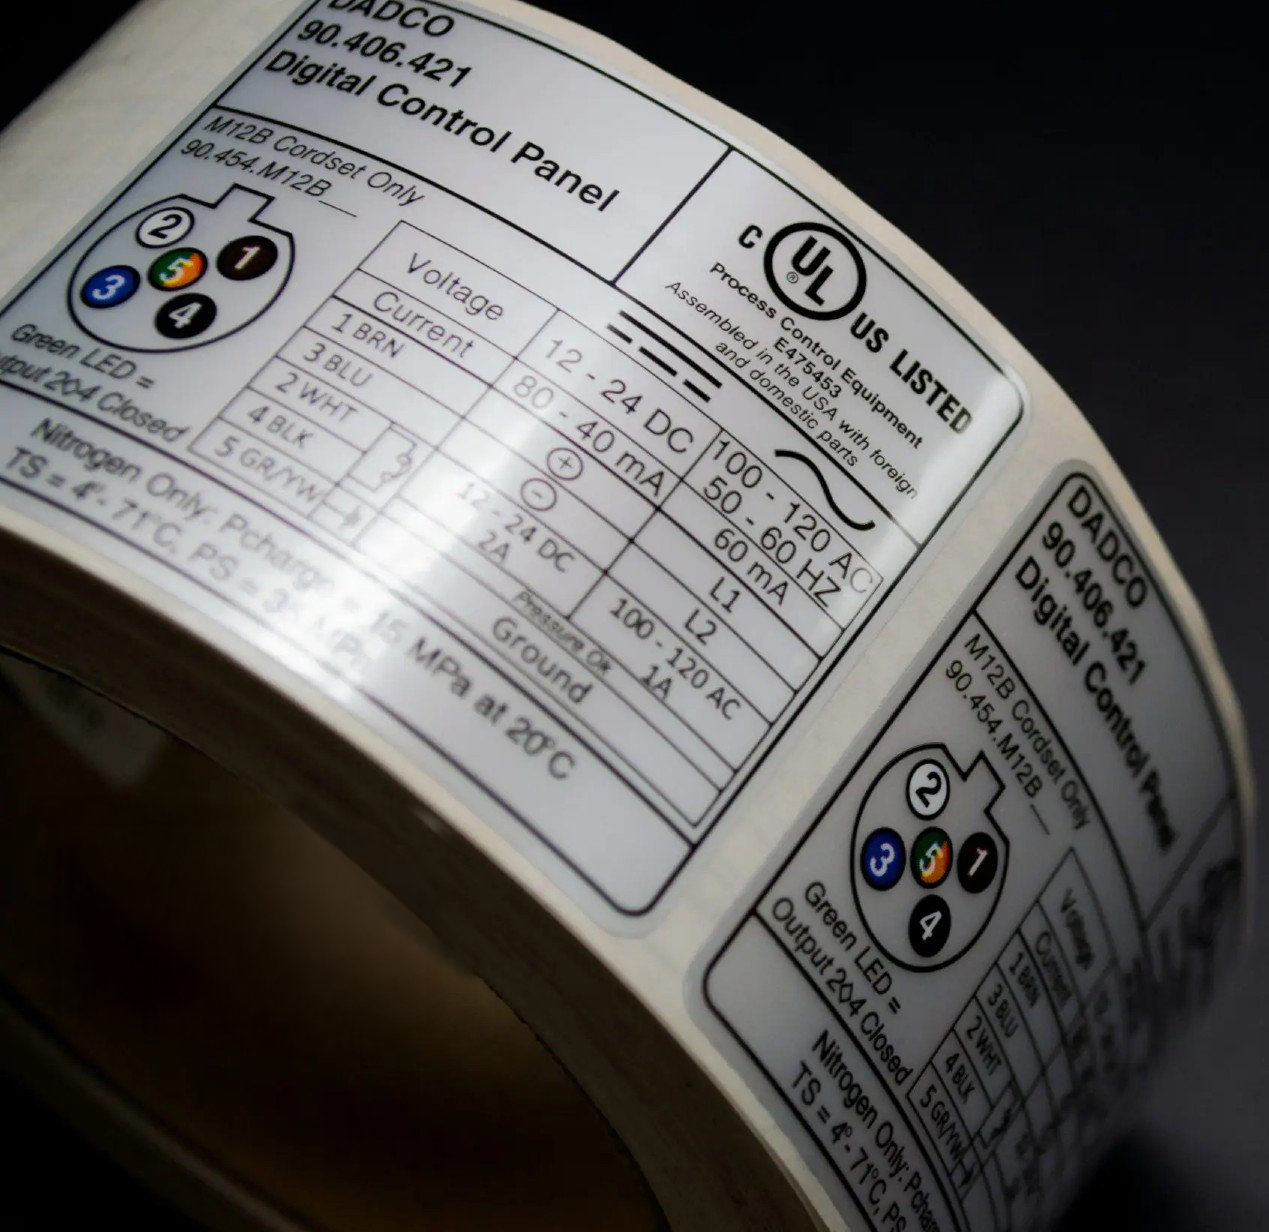 DADCO
90.406.421
Digital Control Panel
M12B Cordset Only
90.454.M12B__
2
1
5
3
4
Green LED =
Output 2◊4 Closed
C UL ® US LISTED
Process Control Equipment
E475453
Assembled in the USA with foreign
and domestic parts
Voltage 12 - 24 DC 100 - 120 AC
50 - 60 HZ
Current 80 - 40 mA 60 mA
1 BRN + L1
3 BLU - L2
2 WHT 12 - 24 DC 100 - 120 AC
4 BLK 2A 1A
Pressure Ok
5 GR/YW Ground
Nitrogen Only: Pcharge = 15 MPa at 20°C
TS = 4°- 71°C, PS =
DADCO
90.406.421
Digital Control Panel
M12B Cordset Only
90.454.M12B__
2
3
5
1
4
Green LED =
Output 2◊4 Closed
Voltage
Current
1 BRN
3 BLU
2 WHT
4 BLK
5 GR/YW
Nitrogen Only: Pchar
TS = 4°- 71°C, PS